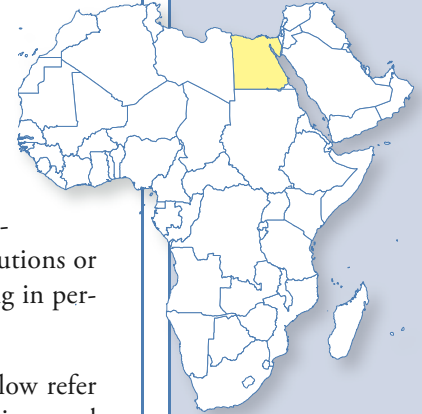 -
utions or
g in per-
low refer